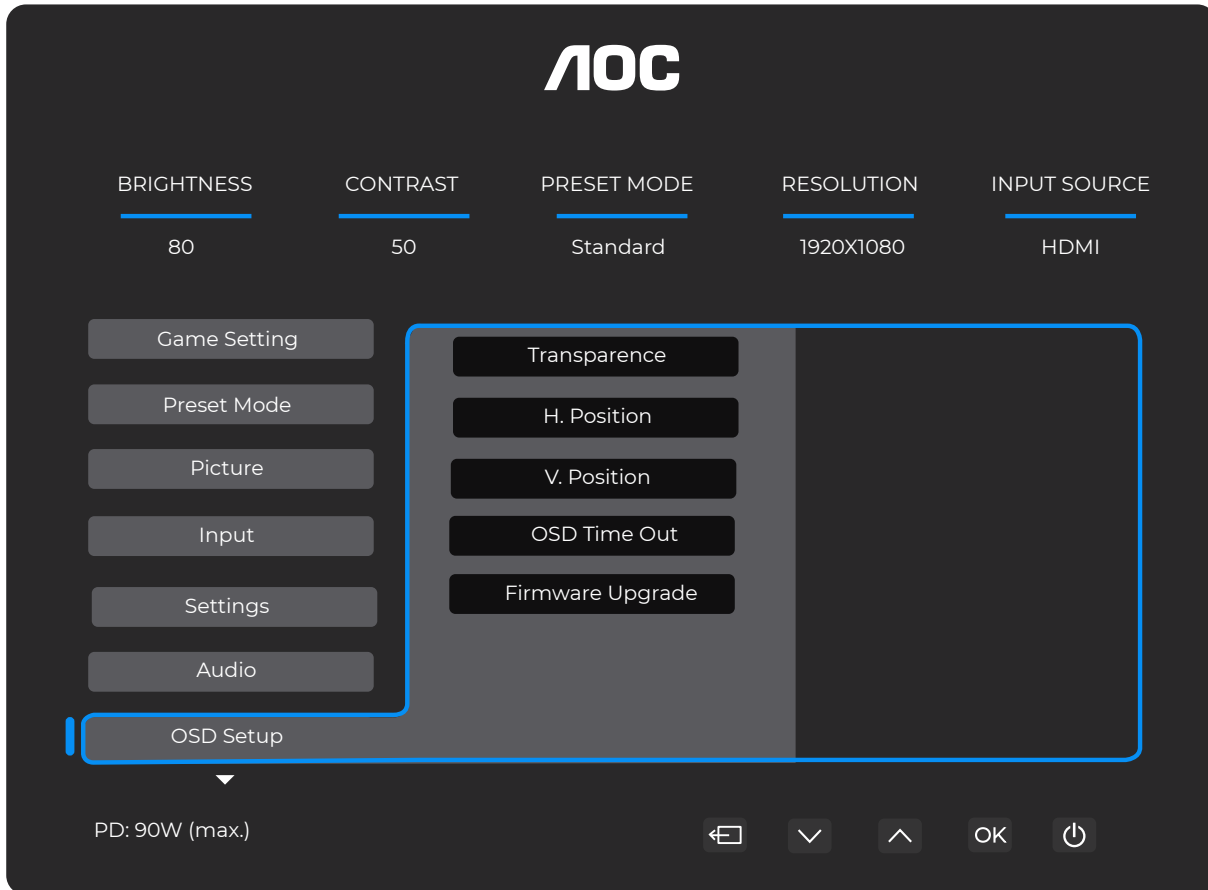 AOC
BRIGHTNESS CONTRAST PRESET MODE RESOLUTION INPUT SOURCE
80 50 Standard 1920X1080 HDMI
Game Setting
Preset Mode
Picture
Input
Settings
Audio
OSD Setup
Transparence
H. Position
V. Position
OSD Time Out
Firmware Upgrade
PD: 90W (max.)
OK